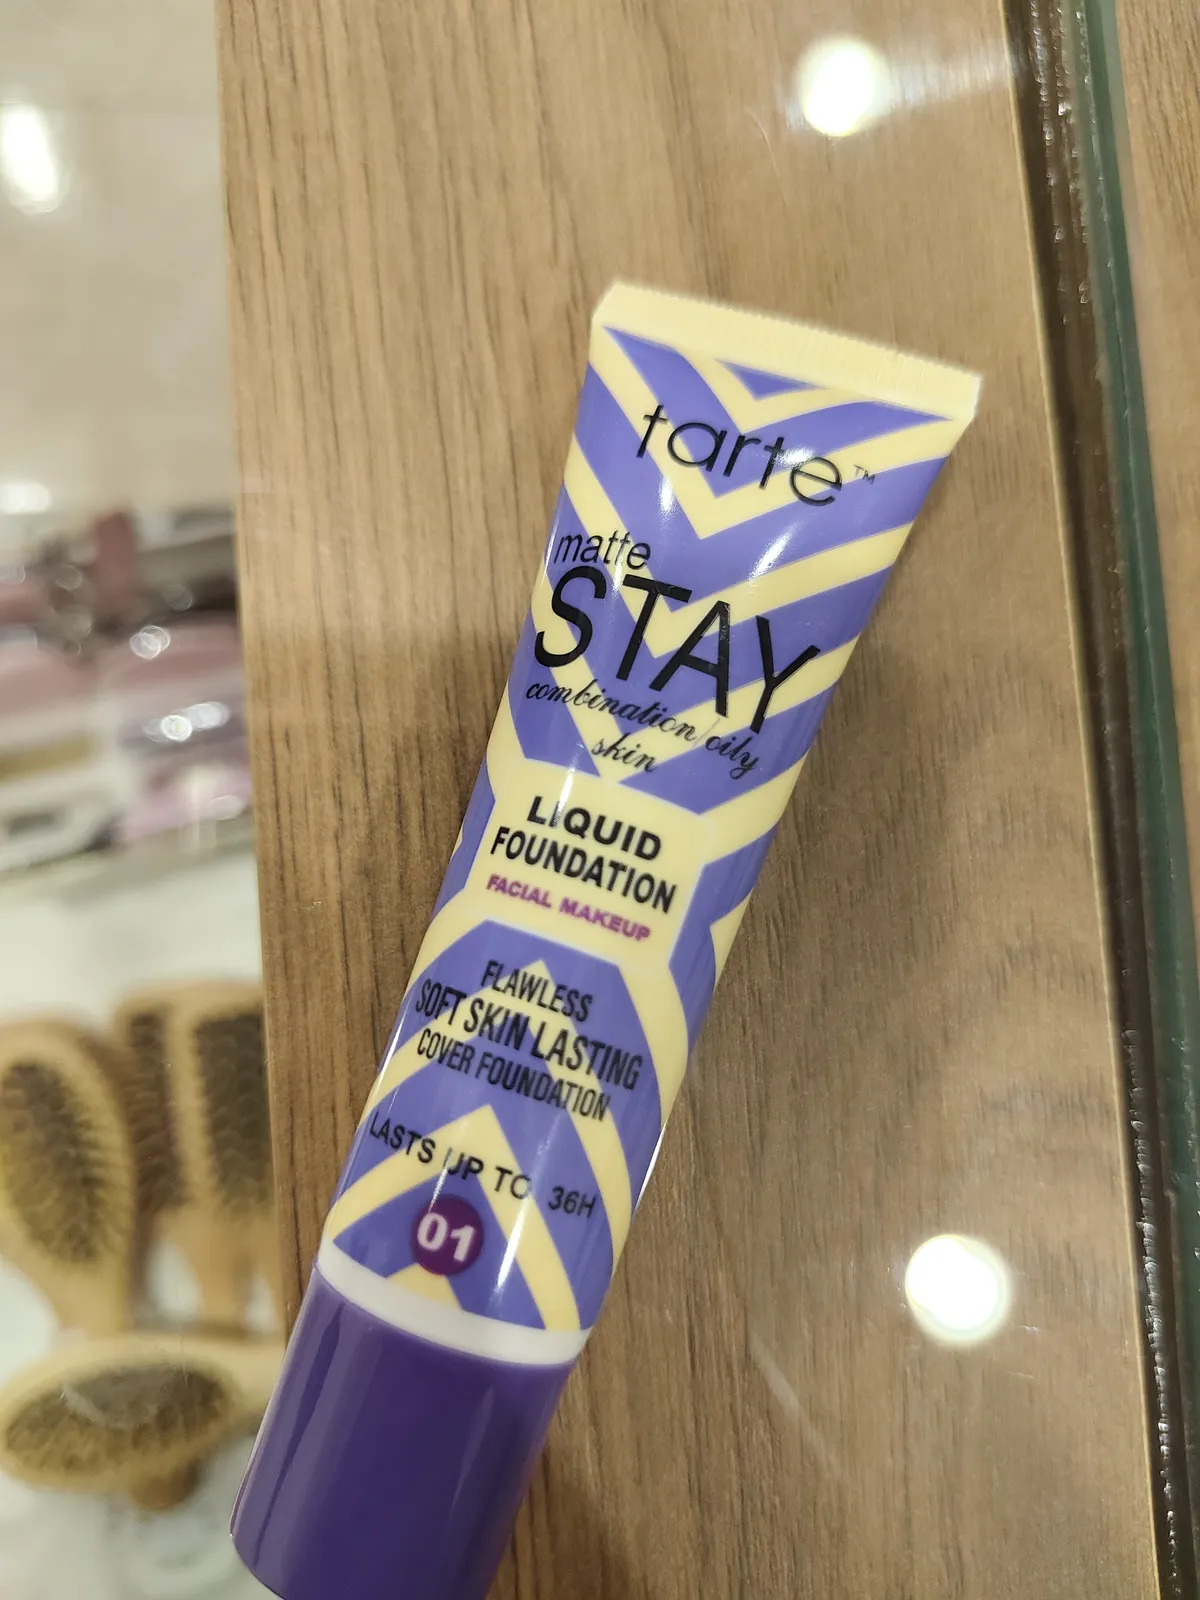 tarte™
matte
STAY
combination/oily
skin
LIQUID
FOUNDATION
FACIAL MAKEUP
FLAWLESS
SOFT SKIN LASTING
COVER FOUNDATION
LASTS UP TO 36H
01